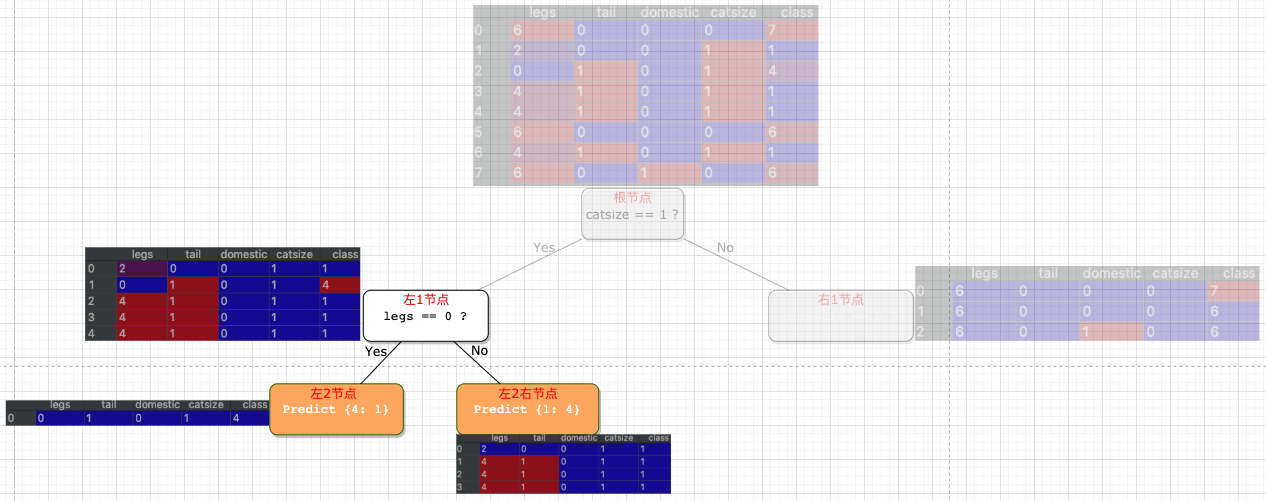 legs tail domestic catsize class
0 6 0 0 0 7
1 2 0 0 1 1
2 0 1 0 1 4
3 4 1 0 1 1
4 4 1 0 1 1
5 6 0 0 0 6
6 4 1 0 1 1
7 6 0 1 0 6
根节点
catsize == 1 ?
Yes
No
legs tail domestic catsize class
0 2 0 0 1 1
1 0 1 0 1 4
2 4 1 0 1 1
3 4 1 0 1 1
4 4 1 0 1 1
左1节点
legs == 0 ?
右1节点
legs tail domestic catsize class
0 6 0 0 0 7
1 6 0 0 0 6
2 6 0 1 0 6
Yes
No
legs tail domestic catsize class
0 0 1 0 1 4
左2节点
Predict {4: 1}
左2右节点
Predict {1: 4}
legs tail domestic catsize class
0 2 0 0 1 1
1 4 1 0 1 1
2 4 1 0 1 1
3 4 1 0 1 1